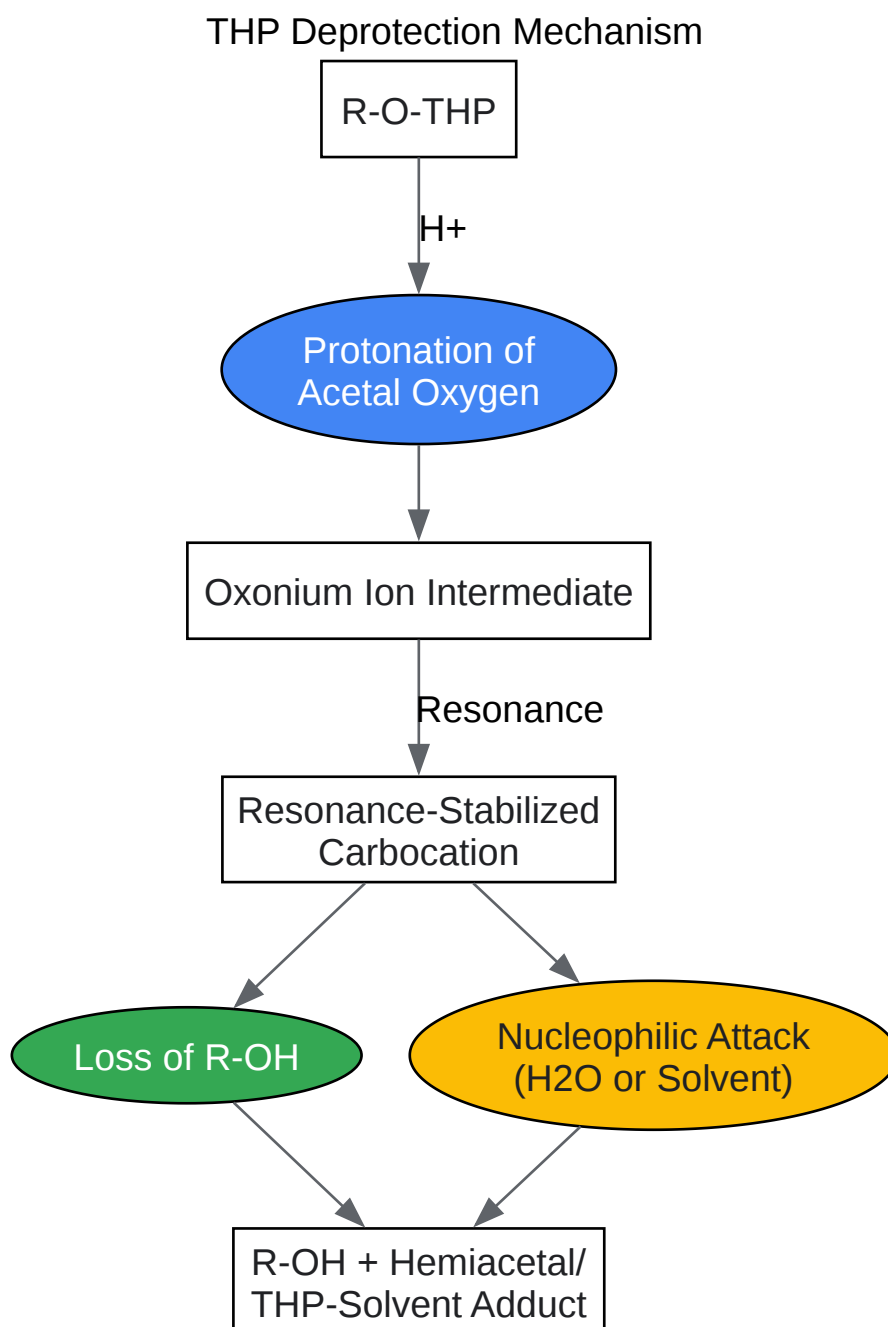 THP Deprotection Mechanism
R-O-THP
H+
Protonation of
Acetal Oxygen
Oxonium Ion Intermediate
Resonance
Resonance-Stabilized
Carbocation
Loss of R-OH
Nucleophilic Attack
(H2O or Solvent)
R-OH + Hemiacetal/
THP-Solvent Adduct